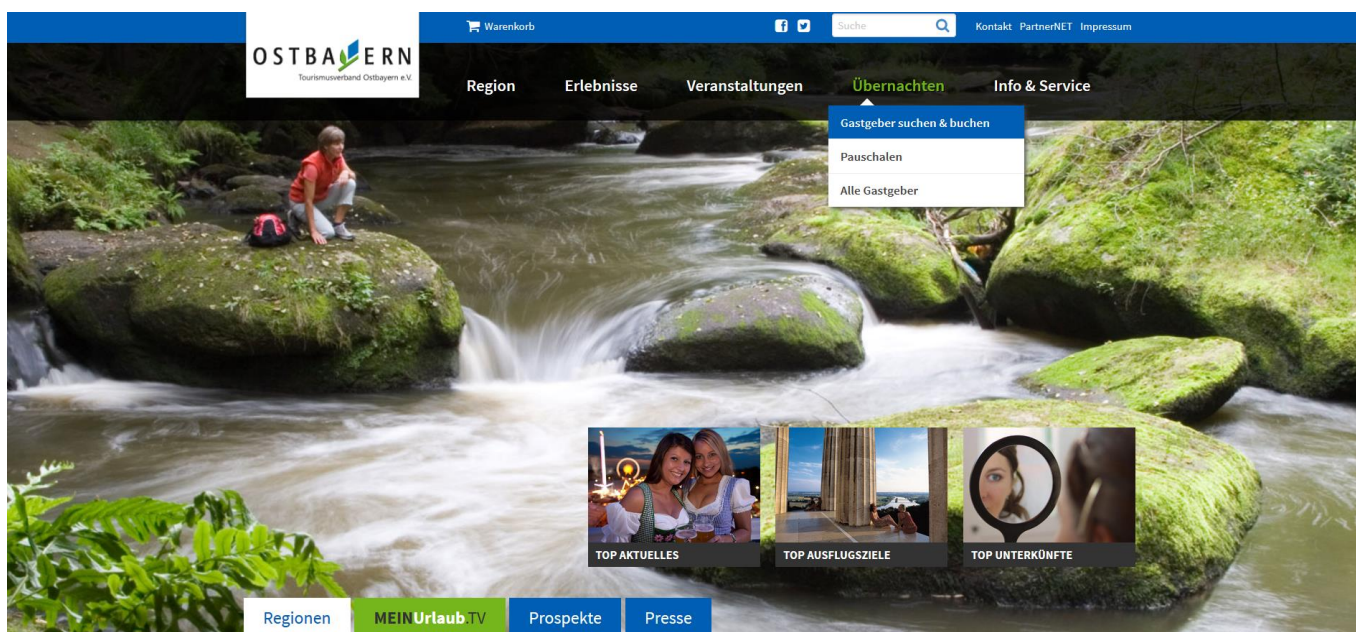 Warenkorb
Suche
Kontakt PartnerNET Impressum
OSTBAYERN
Tourismusverband Ostbayern e.V.
Region Erlebnisse Veranstaltungen Übernachten Info & Service
Gastgeber suchen & buchen
Pauschalen
Alle Gastgeber
TOP AKTUELLES
TOP AUSFLUGSZIELE
TOP UNTERKÜNFTE
Regionen MEINUrlaub.TV Prospekte Presse